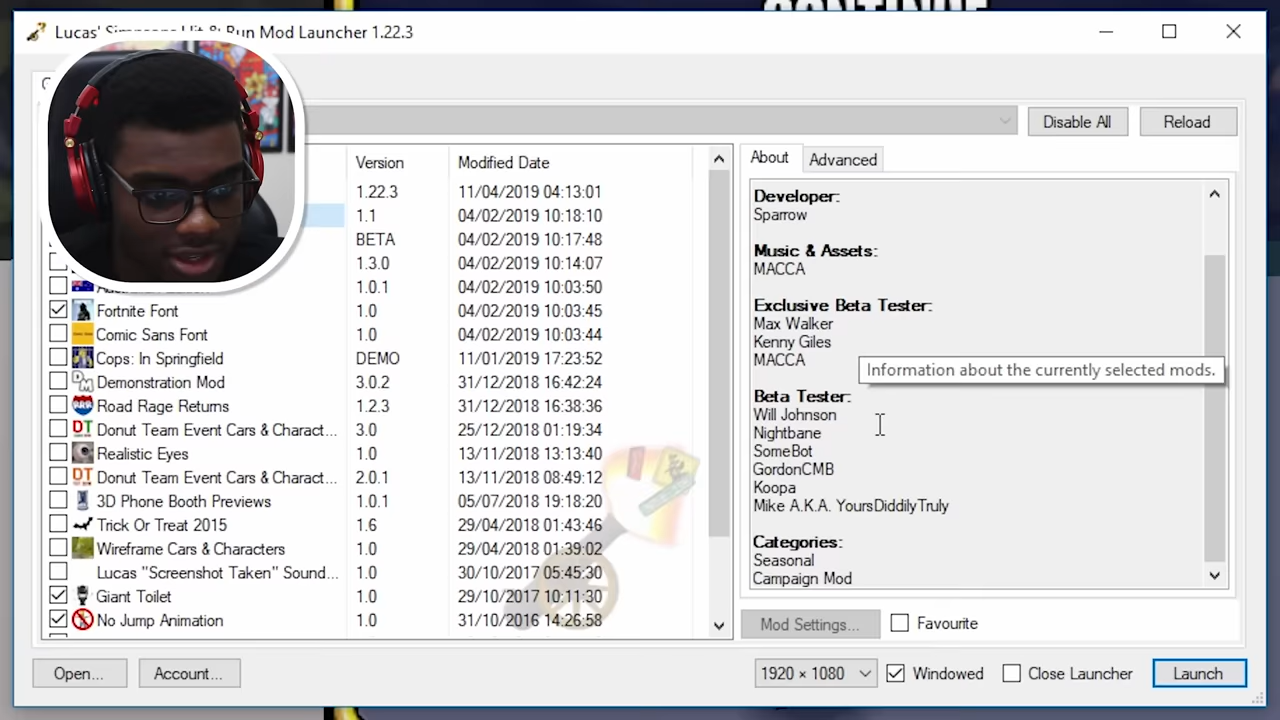 CONTINUE
Lucas' Simpsons Hit & Run Mod Launcher 1.22.3
Disable All
Reload
Version
Modified Date
1.22.3 11/04/2019 04:13:01
1.1 04/02/2019 10:18:10
BETA 04/02/2019 10:17:48
1.3.0 04/02/2019 10:14:07
1.0.1 04/02/2019 10:03:50
Fortnite Font 1.0 04/02/2019 10:03:45
Comic Sans Font 1.0 04/02/2019 10:03:44
Cops: In Springfield DEMO 11/01/2019 17:23:52
Demonstration Mod 3.0.2 31/12/2018 16:42:24
Road Rage Returns 1.2.3 31/12/2018 16:38:36
Donut Team Event Cars & Charact... 3.0 25/12/2018 01:19:34
Realistic Eyes 1.0 13/11/2018 13:13:40
Donut Team Event Cars & Charact... 2.0.1 13/11/2018 08:49:12
3D Phone Booth Previews 1.0.1 05/07/2018 19:18:20
Trick Or Treat 2015 1.6 29/04/2018 01:43:46
Wireframe Cars & Characters 1.0 29/04/2018 01:39:02
Lucas "Screenshot Taken" Sound... 1.0 30/10/2017 05:45:30
Giant Toilet 1.0 29/10/2017 10:11:30
No Jump Animation 1.0 31/10/2016 14:26:58
About
Advanced
Developer:
Sparrow
Music & Assets:
MACCA
Exclusive Beta Tester:
Max Walker
Kenny Giles
MACCA
Information about the currently selected mods.
Beta Tester:
Will Johnson
Nightbane
SomeBot
GordonCMB
Koopa
Mike A.K.A. YoursDiddilyTruly
Categories:
Seasonal
Campaign Mod
Mod Settings...
Favourite
Open...
Account...
1920 × 1080
Windowed
Close Launcher
Launch